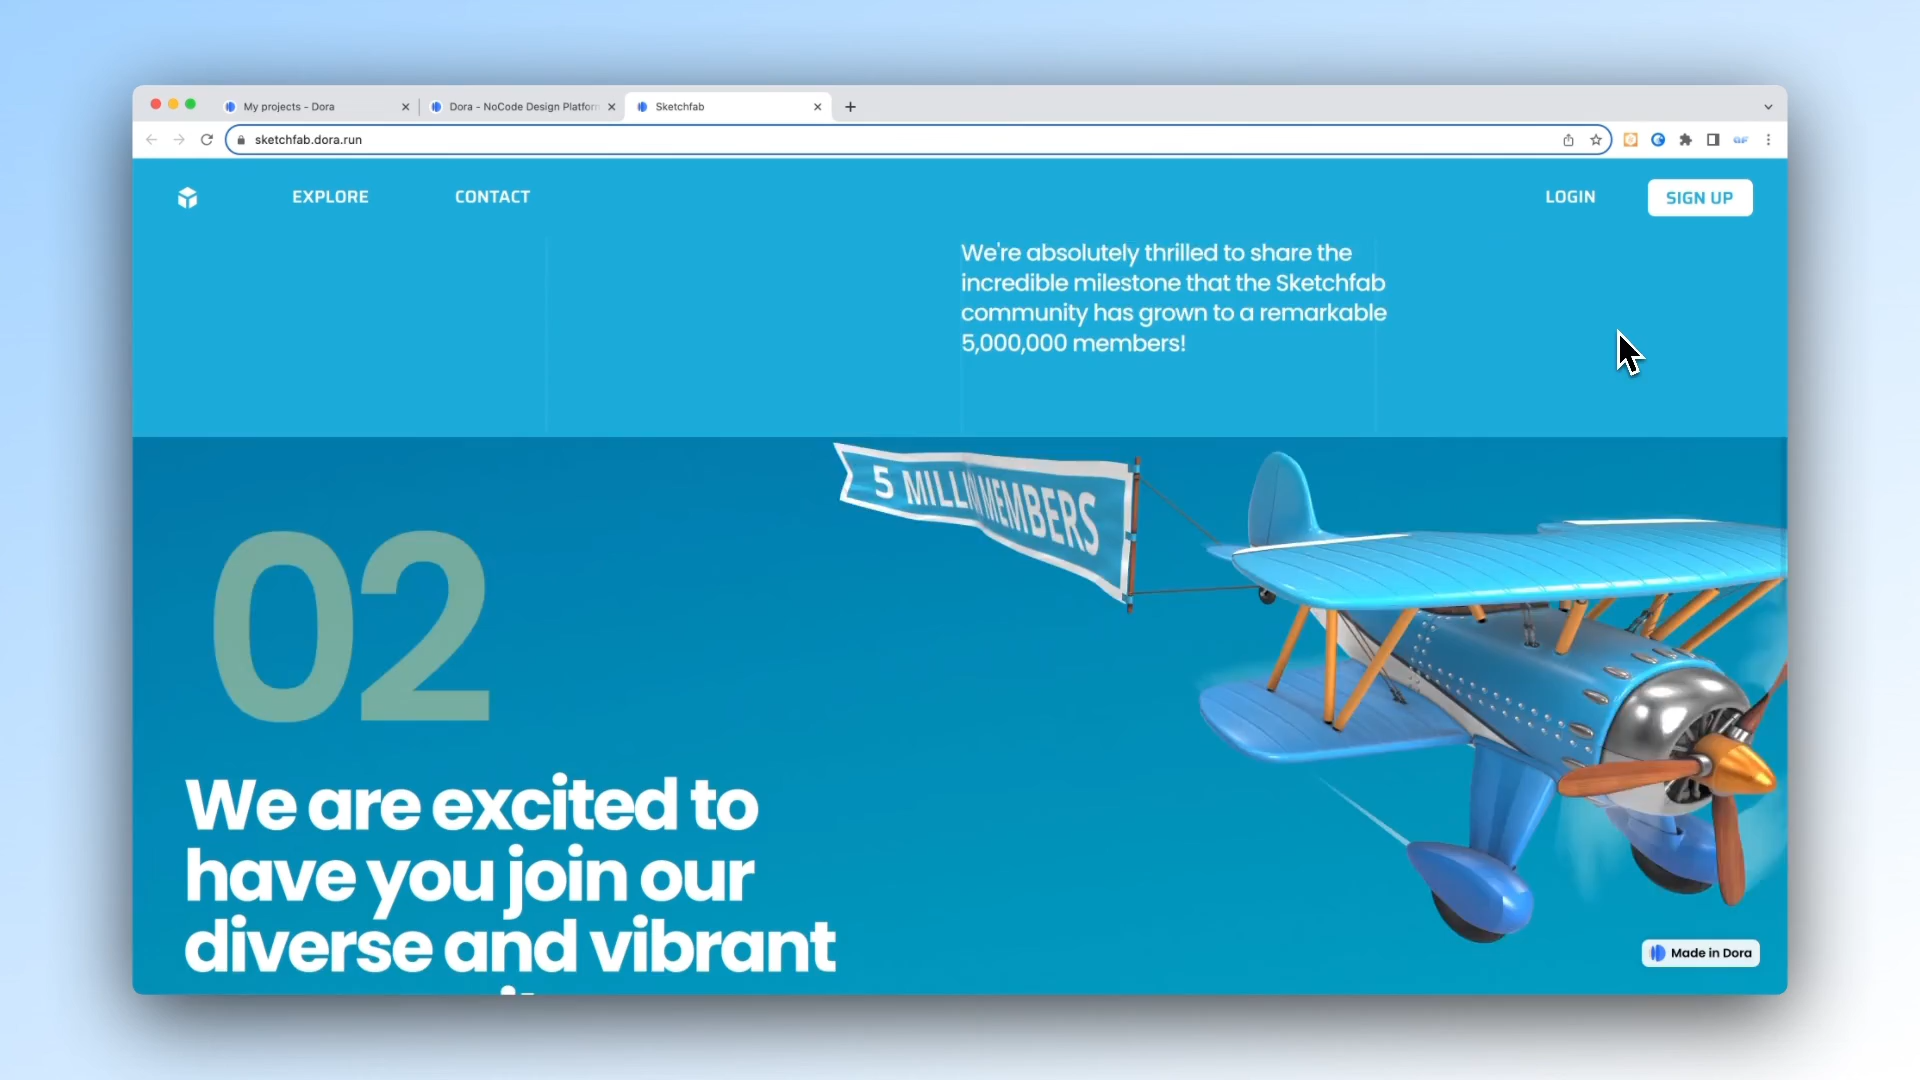 My projects - Dora
Dora - NoCode Design Platform
Sketchfab
sketchfab.dora.run
EXPLORE
CONTACT
LOGIN
SIGN UP
We're absolutely thrilled to share the
incredible milestone that the Sketchfab
community has grown to a remarkable
5,000,000 members!
5 MILLIN MEMBERS
02
We are excited to
have you join our
diverse and vibrant
Made in Dora